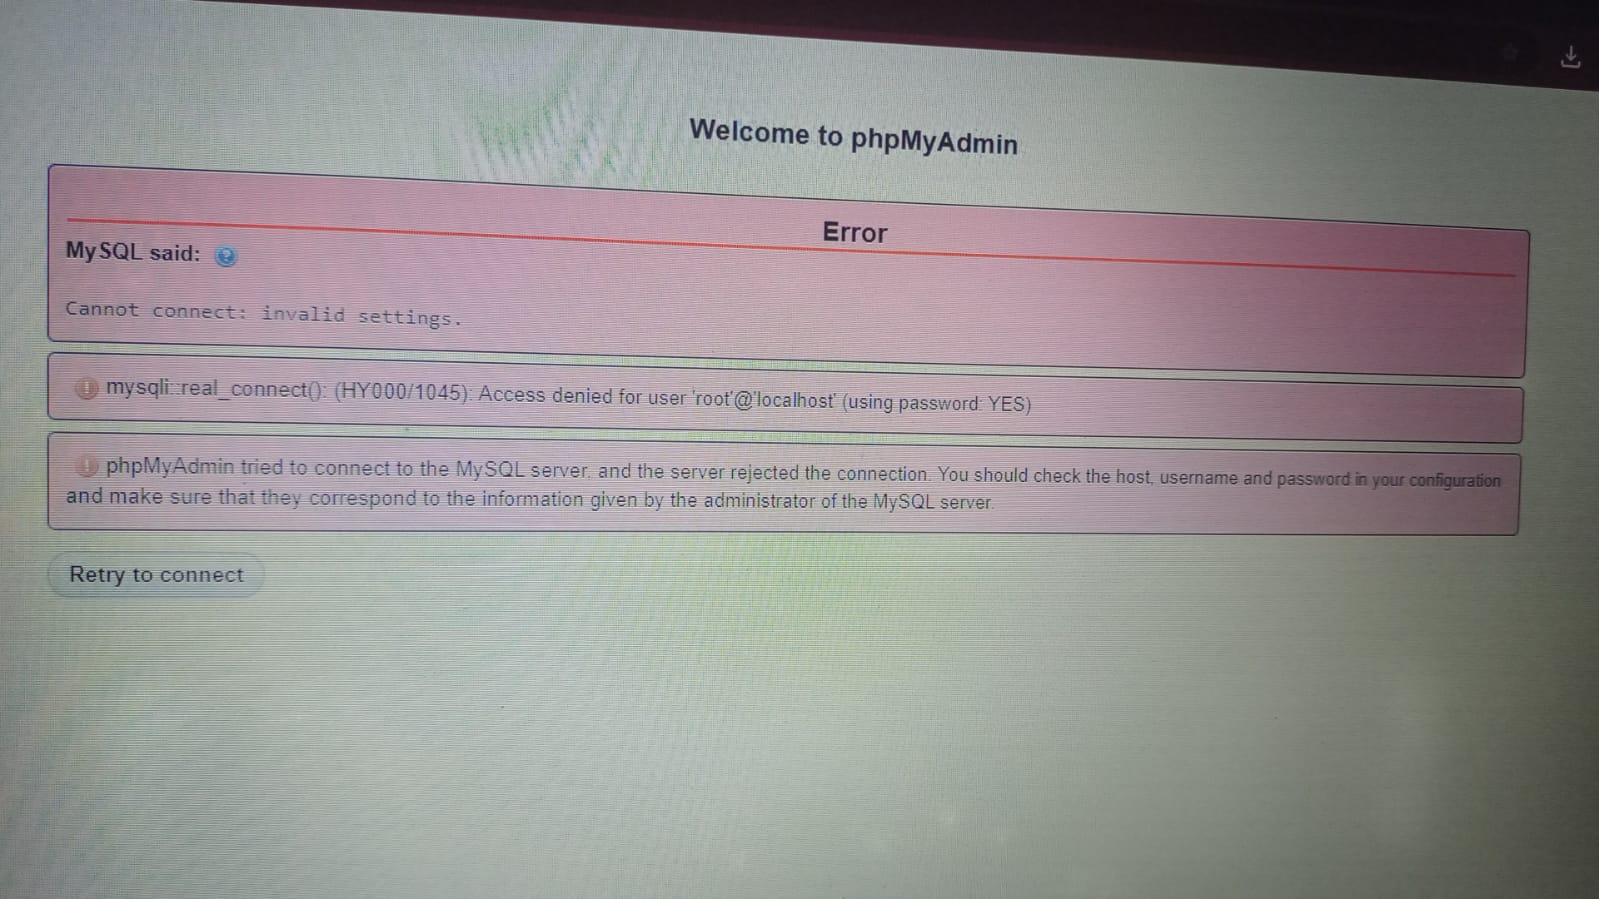 Welcome to phpMyAdmin
Error
MySQL said:
Cannot connect: invalid settings.
mysqli::real_connect(): (HY000/1045): Access denied for user 'root'@'localhost' (using password: YES)
phpMyAdmin tried to connect to the MySQL server, and the server rejected the connection. You should check the host, username and password in your configuration
and make sure that they correspond to the information given by the administrator of the MySQL server.
Retry to connect